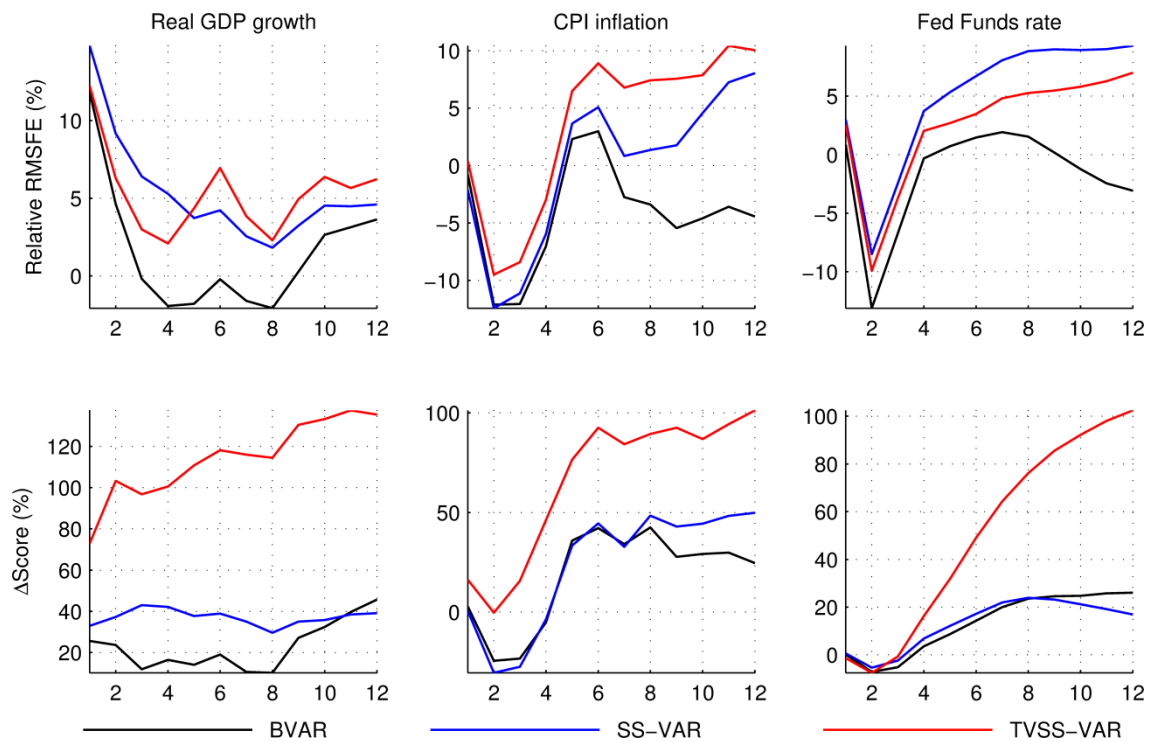 Real GDP growth CPI inflation Fed Funds rate
Relative RMSFE (%)
10
5
0
2 4 6 8 10 12
10
5
0
−5
−10
2 4 6 8 10 12
5
0
−5
−10
2 4 6 8 10 12
ΔScore (%)
120
100
80
60
40
20
2 4 6 8 10 12
100
50
0
2 4 6 8 10 12
100
80
60
40
20
0
2 4 6 8 10 12
BVAR SS−VAR TVSS−VAR